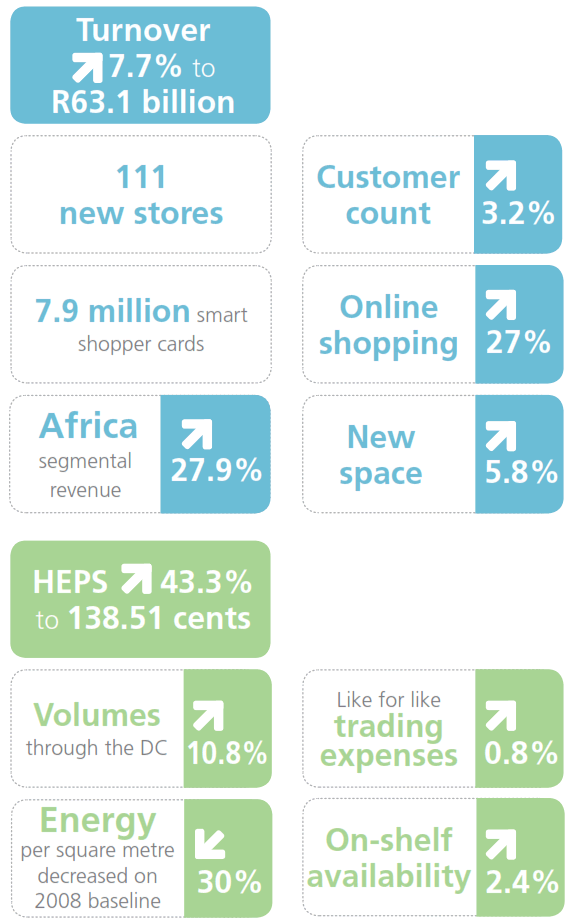 Turnover
7.7% to
R63.1 billion
111
new stores
Customer
count
3.2%
7.9 million smart
shopper cards
Online
shopping
27%
Africa
segmental
revenue
27.9%
New
space
5.8%
HEPS 43.3%
to 138.51 cents
Volumes
through the DC
10.8%
Like for like
trading
expenses
0.8%
Energy
per square metre
decreased on
2008 baseline
30%
On-shelf
availability
2.4%